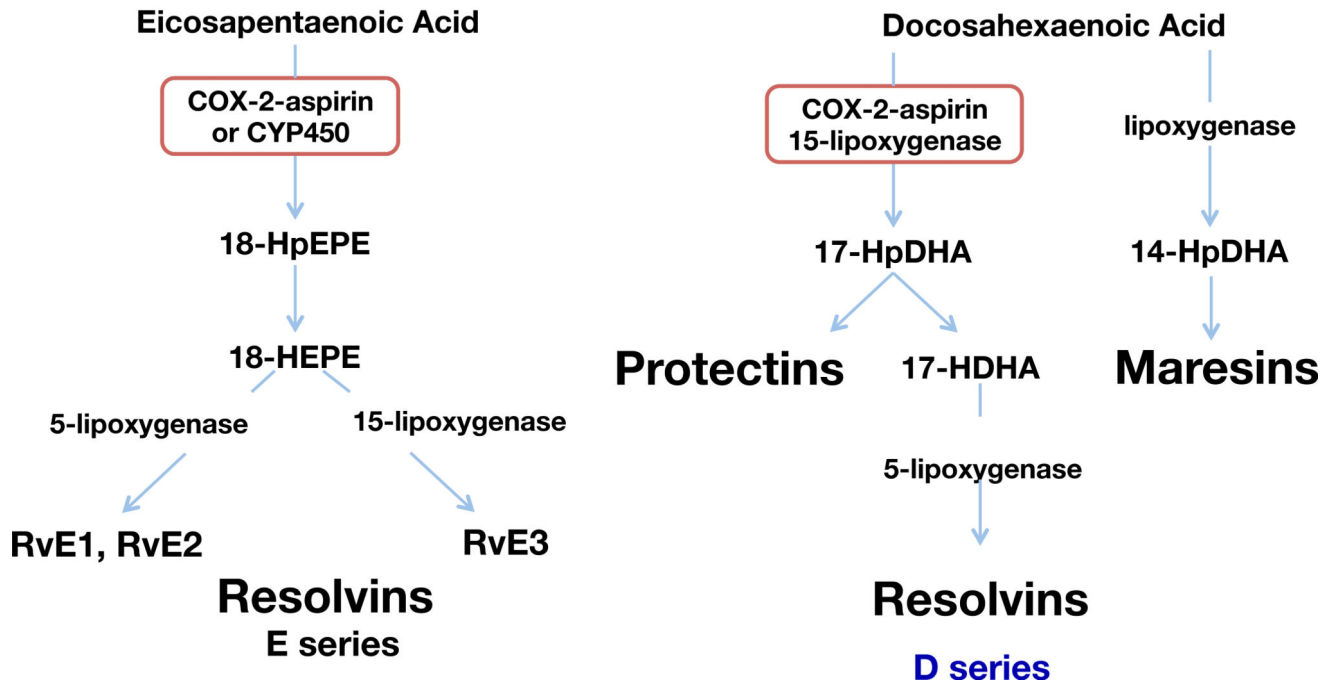 Eicosapentaenoic Acid
COX-2-aspirin
or CYP450
18-HpEPE
18-HEPE
5-lipoxygenase
15-lipoxygenase
RvE1, RvE2
RvE3
Resolvins
E series
Docosahexaenoic Acid
COX-2-aspirin
15-lipoxygenase
lipoxygenase
17-HpDHA
14-HpDHA
Protectins
17-HDHA
Maresins
5-lipoxygenase
Resolvins
D series